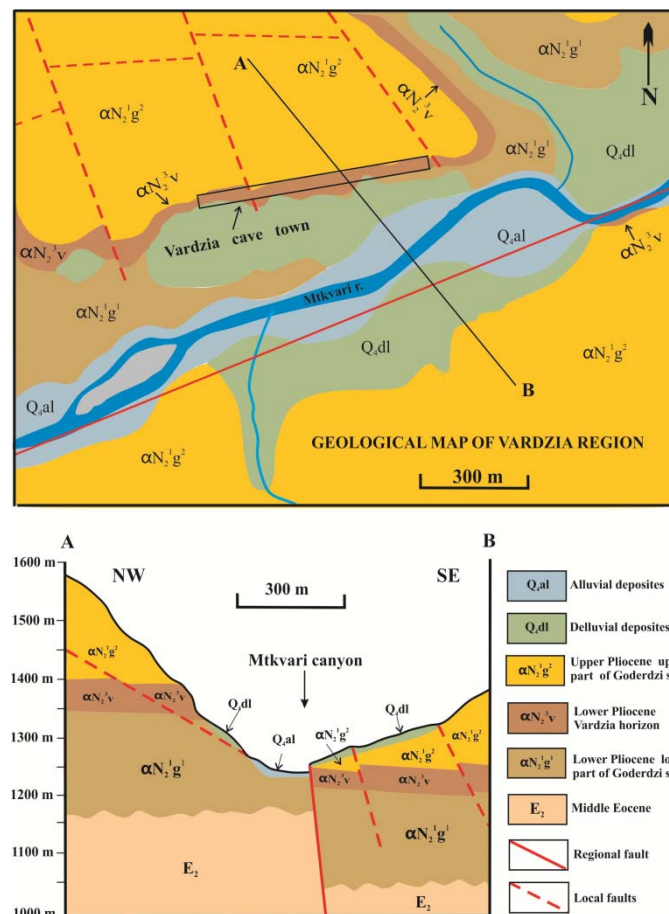 A
N
αN₂¹g²
αN₂¹g²
αN₂³v
αN₂¹g¹
αN₂¹g¹
Q₄dl
αN₂¹g²
αN₂³v
Vardzia cave town
αN₂³v
Q₄al
αN₂³v
Mtkvari r.
αN₂¹g¹
Q₄dl
αN₂¹g²
B
Q₄al
αN₂¹g²
GEOLOGICAL MAP OF VARDZIA REGION
300 m
A
B
1600 m
NW
SE
300 m
1500 m
Mtkvari canyon
αN₂¹g²
1400 m
αN₂³v
αN₂³v
Q₄dl
1300 m
Q₄al
αN₂¹g²
Q₄dl
αN₂¹g²
αN₂¹g²
αN₂³v
αN₂³v
αN₂¹g¹
1200 m
αN₂¹g¹
1100 m
E₂
E₂
1000 m
Q₄al Alluvial deposites
Q₄dl Delluvial deposites
αN₂¹g² Upper Pliocene up
part of Goderdzi s
αN₂³v Lower Pliocene
Vardzia horizon
αN₂¹g¹ Lower Pliocene lo
part of Goderdzi s
E₂ Middle Eocene
Regional fault
Local faults